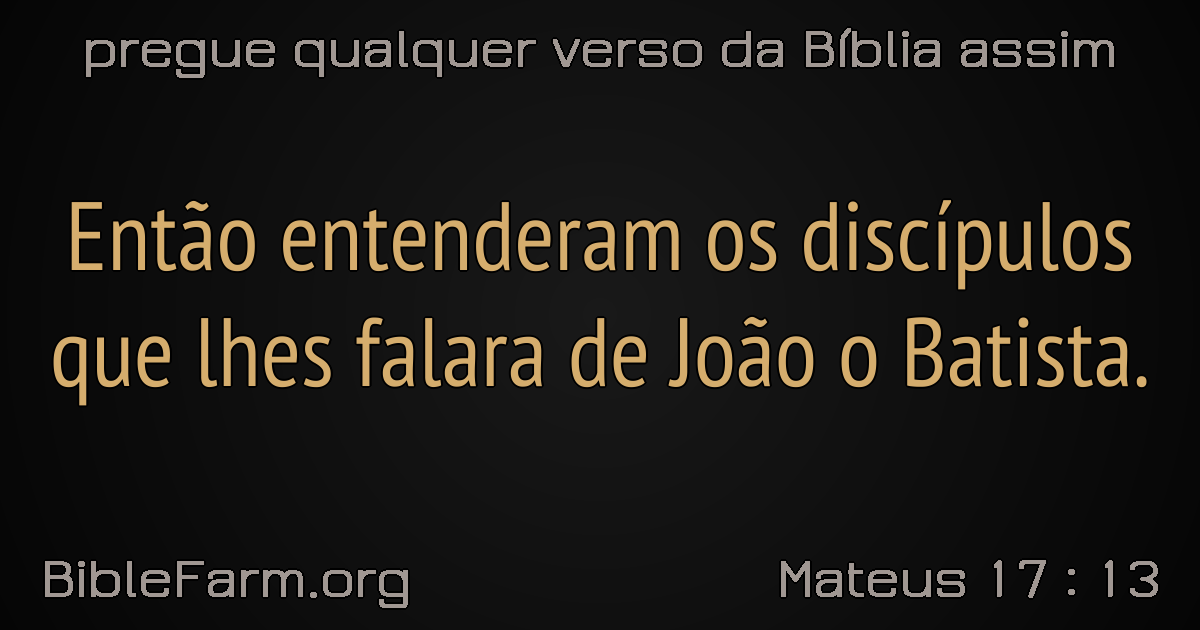 pregue qualquer verso da Bíblia assim
Então entenderam os discípulos
que lhes falara de João o Batista.
BibleFarm.org
Mateus 17 : 13